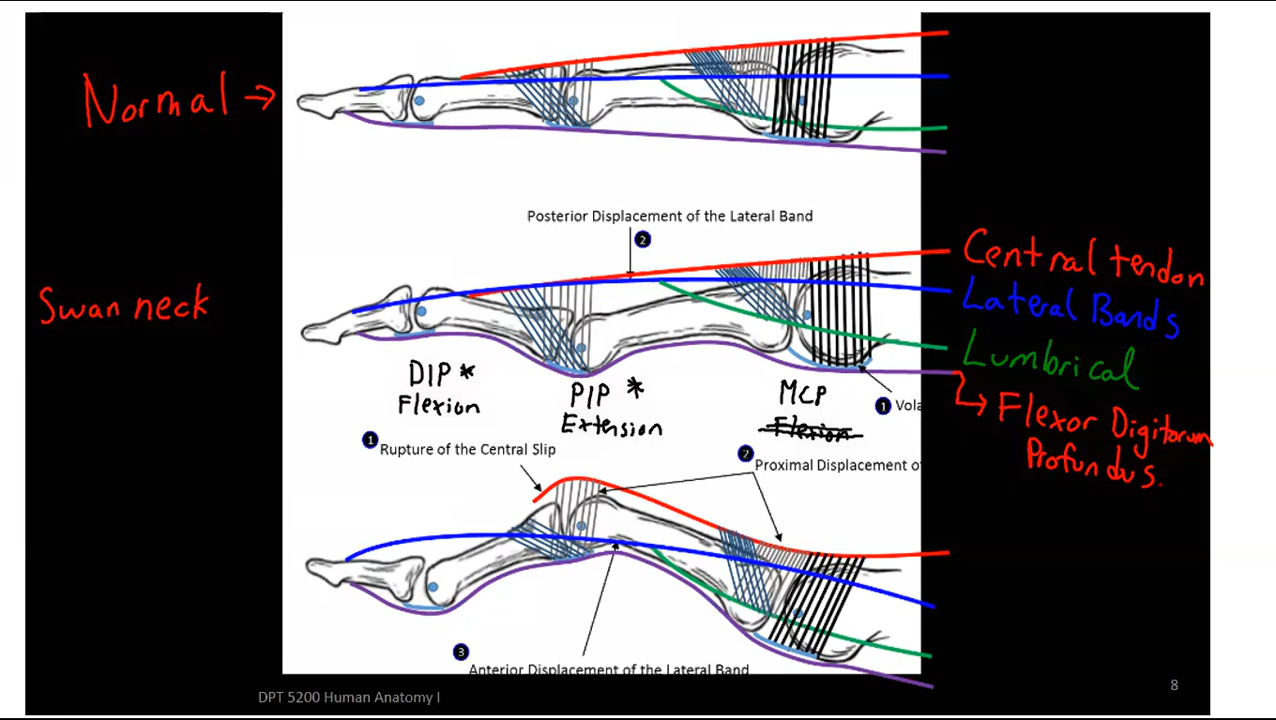 Normal →
Posterior Displacement of the Lateral Band
2
Swan neck
Central tendon
Lateral Bands
Lumbrical
→ Flexor Digitorum
Profundus.
DIP *
Flexion
PIP *
Extension
MCP
Flexion
1 Vola
1 Rupture of the Central Slip
2
Proximal Displacement of
3
Anterior Displacement of the Lateral Band
DPT 5200 Human Anatomy I
8